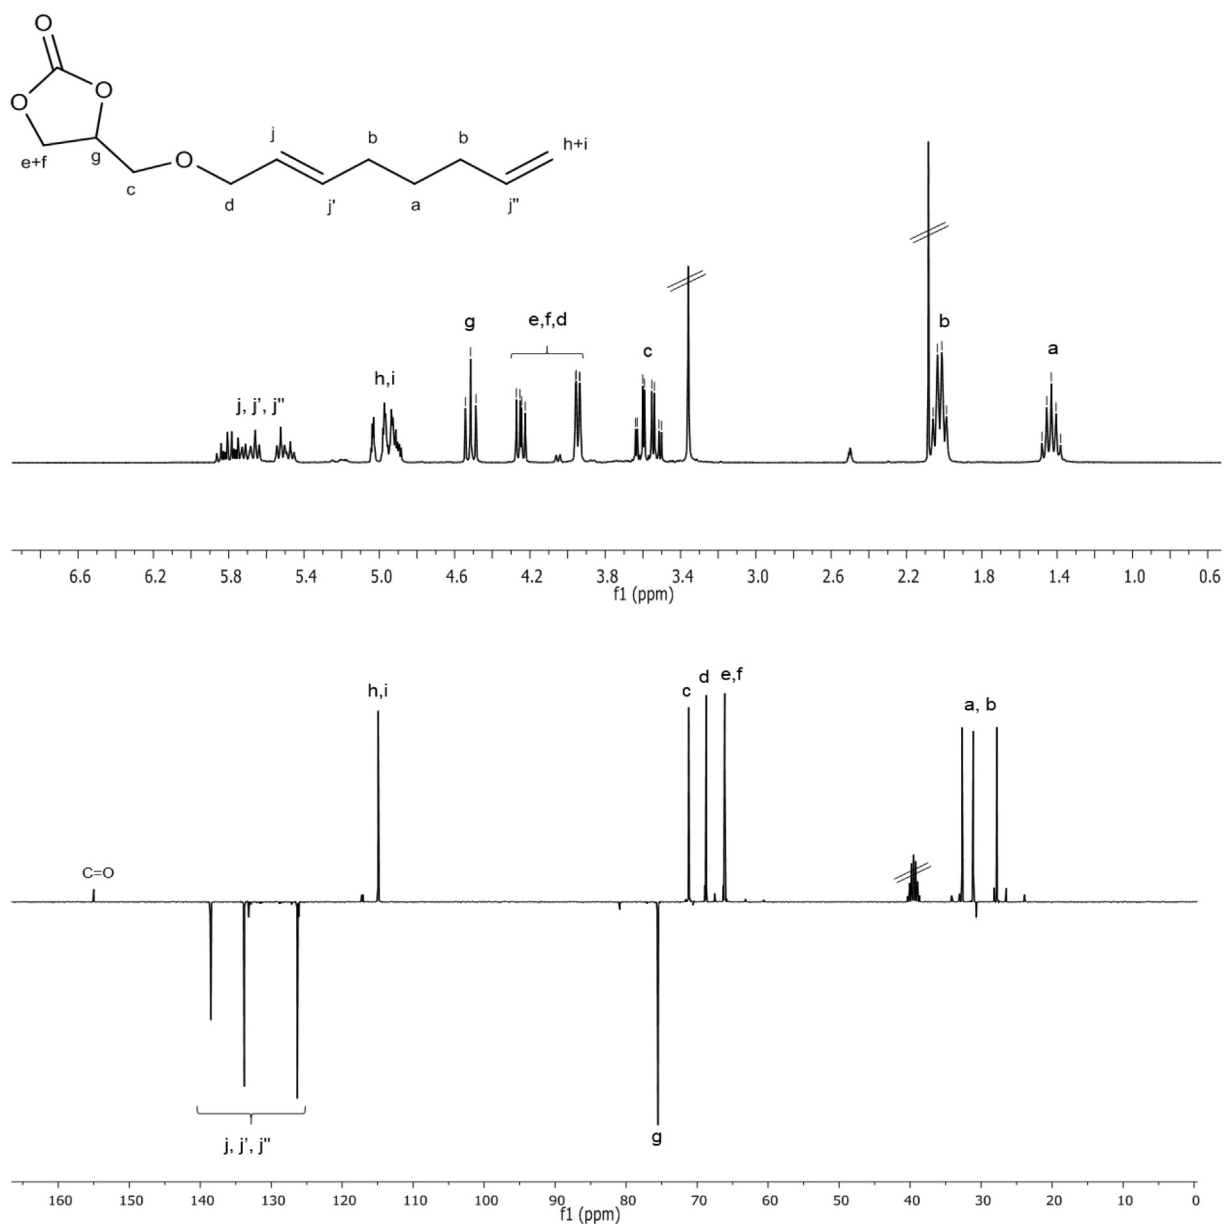 O
O
O
e+f
g
c
O
d
j
j'
b
a
b
j"
h+i
j, j', j"
h,i
g
e,f,d
c
b
a
6.6 6.2 5.8 5.4 5.0 4.6 4.2 3.8 3.4 3.0 2.6 2.2 1.8 1.4 1.0 0.6
f1 (ppm)
C=O
h,i
c
d
e,f
a, b
j, j', j"
g
160 150 140 130 120 110 100 90 80 70 60 50 40 30 20 10 0
f1 (ppm)